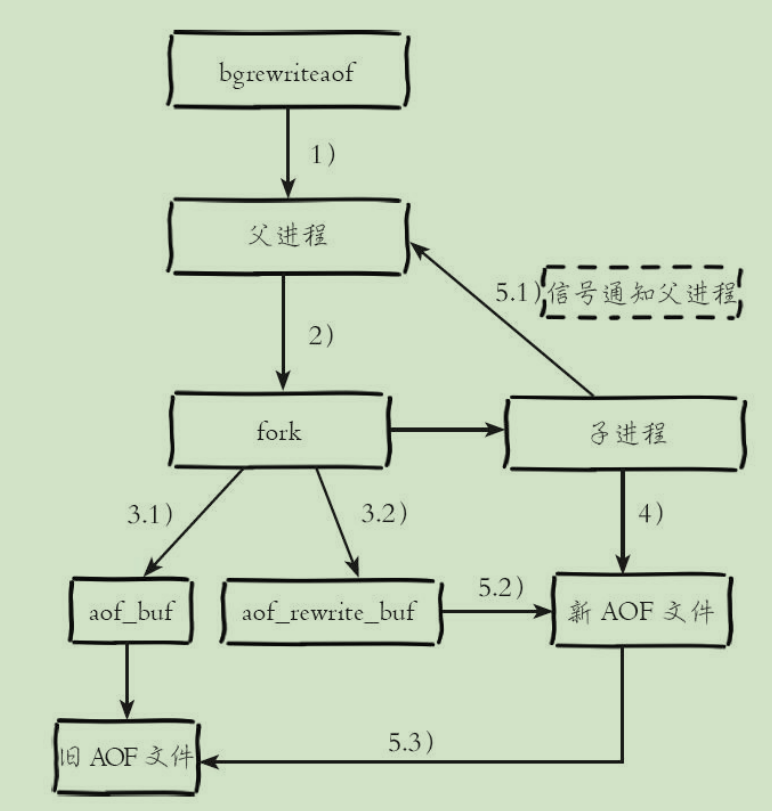 bgrewriteaof
1)
父进程
5.1) 信号通知父进程
2)
fork
子进程
3.1)
3.2)
4)
aof_buf
aof_rewrite_buf
5.2)
新 AOF 文件
5.3)
旧 AOF 文件